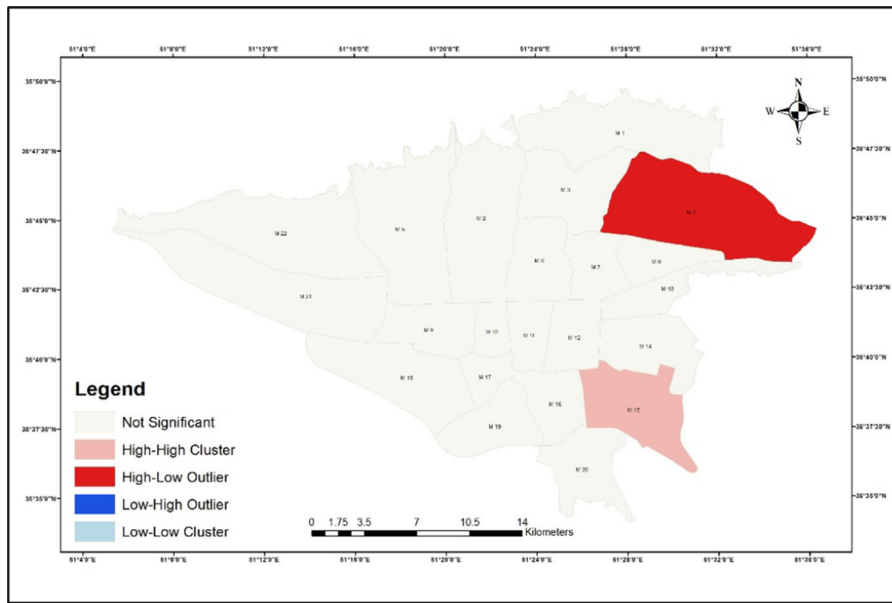 51°4'0"E 51°8'0"E 51°12'0"E 51°16'0"E 51°20'0"E 51°24'0"E 51°28'0"E 51°32'0"E 51°36'0"E
35°50'0"N 35°50'0"N
N
W E
S
M 1
35°47'30"N 35°47'30"N
M 3
M 4
35°45'0"N 35°45'0"N
M 2
M 5
M 22
M 6
M 7
M 8
M 13
35°42'30"N 35°42'30"N
M 21
M 9
M 10
M 11
M 12
M 14
35°40'0"N 35°40'0"N
M 18
M 17
M 16
M 15
M 19
35°37'30"N 35°37'30"N
M 20
35°35'0"N 35°35'0"N
Legend
Not Significant
High-High Cluster
High-Low Outlier
Low-High Outlier
Low-Low Cluster
0 1.75 3.5 7 10.5 14
Kilometers
51°4'0"E 51°8'0"E 51°12'0"E 51°16'0"E 51°20'0"E 51°24'0"E 51°28'0"E 51°32'0"E 51°36'0"E